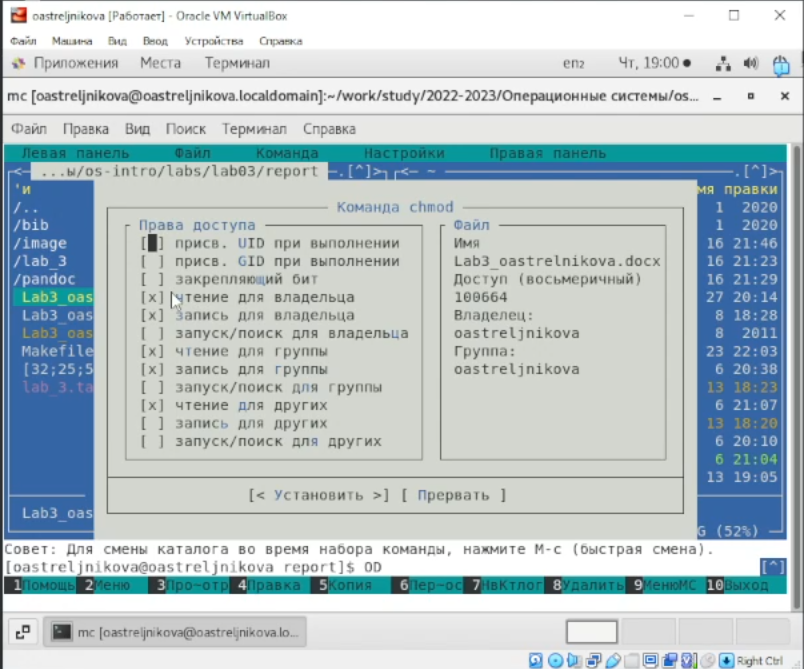 oastreljnikova [Работает] - Oracle VM VirtualBox
Файл Машина Вид Ввод Устройства Справка
Приложения Места Терминал en2 Чт, 19:00
mc [oastreljnikova@oastreljnikova.localdomain]:~/work/study/2022-2023/Операционные системы/os...
Файл Правка Вид Поиск Терминал Справка
Левая панель Файл Команда Настройки Правая панель
<— ...ы/os-intro/labs/lab03/report —.[^]> <— ~ —.[^]>
'и мя правки
/.. 1 2020
/bib 1 2020
/image 16 21:46
/lab_3 16 21:23
/pandoc 16 21:29
Lab3_oas 27 20:14
Lab3_oas 8 18:28
Lab3_oas 8 2011
Makefile 23 22:03
[32;25;5 6 20:38
lab_3.ta 13 18:23
6 21:07
13 18:20
6 20:10
6 21:04
13 19:05
Lab3_oas
G (52%)
Команда chmod
Права доступа
[ ] присв. UID при выполнении
[ ] присв. GID при выполнении
[ ] закрепляющий бит
[x] чтение для владельца
[x] запись для владельца
[ ] запуск/поиск для владельца
[x] чтение для группы
[x] запись для группы
[ ] запуск/поиск для группы
[x] чтение для других
[ ] запись для других
[ ] запуск/поиск для других
Файл
Имя
Lab3_oastrelnikova.docx
Доступ (восьмеричный)
100664
Владелец:
oastreljnikova
Группа:
oastreljnikova
[< Установить >] [ Прервать ]
Совет: Для смены каталога во время набора команды, нажмите M-c (быстрая смена).
[oastreljnikova@oastreljnikova report]$ OD [^]
1Помощь 2Меню 3Про~отр 4Правка 5Копия 6Пер~ос 7НвКтлог 8Удалить 9МенюМС 10Выход
mc [oastreljnikova@oastreljnikova.lo...
Right Ctrl